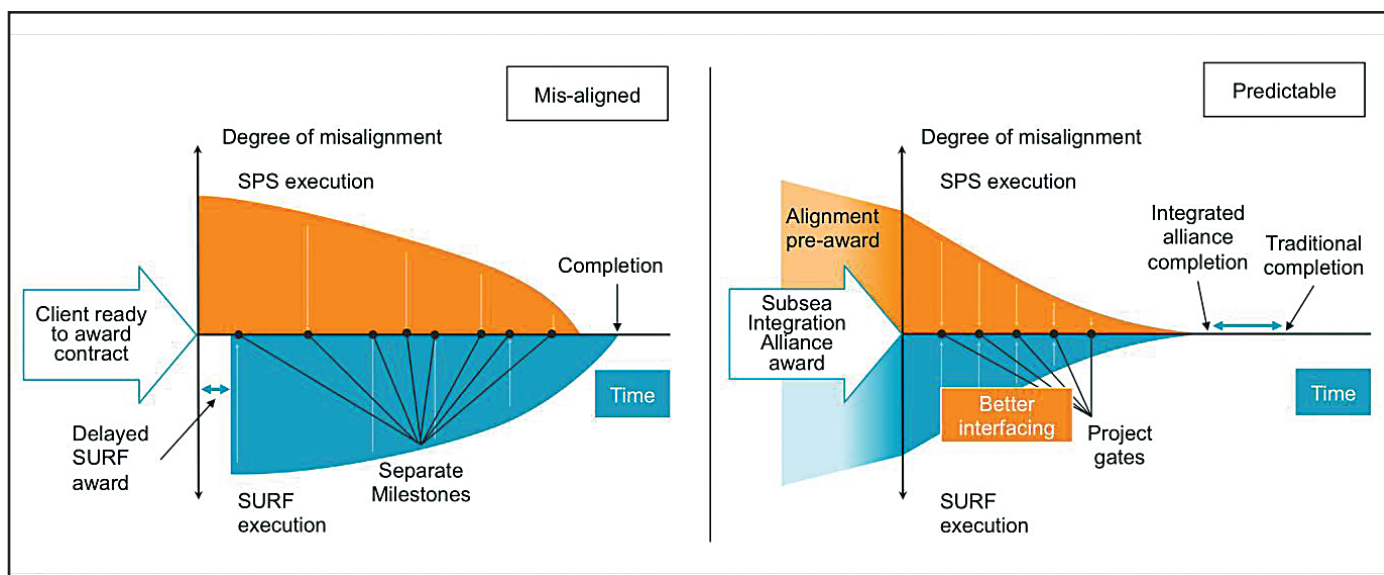 Mis-aligned
Degree of misalignment
SPS execution
Completion
Client ready
to award
contract
Time
Delayed
SURF
award
Separate
Milestones
SURF
execution
Predictable
Degree of misalignment
SPS execution
Alignment
pre-award
Integrated
alliance
completion
Traditional
completion
Subsea
Integration
Alliance
award
Time
Better
interfacing
Project
gates
SURF
execution